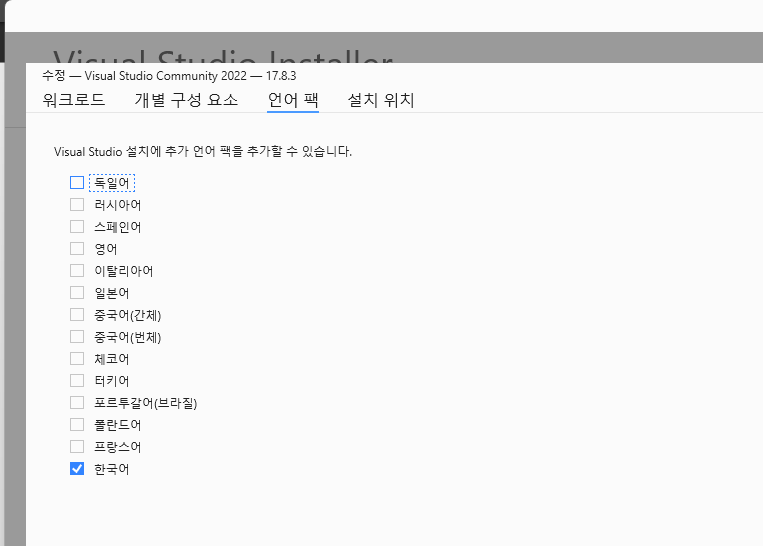 Visual Studio Installer
수정 — Visual Studio Community 2022 — 17.8.3
워크로드 개별 구성 요소 언어 팩 설치 위치
Visual Studio 설치에 추가 언어 팩을 추가할 수 있습니다.
독일어
러시아어
스페인어
영어
이탈리아어
일본어
중국어(간체)
중국어(번체)
체코어
터키어
포르투갈어(브라질)
폴란드어
프랑스어
한국어